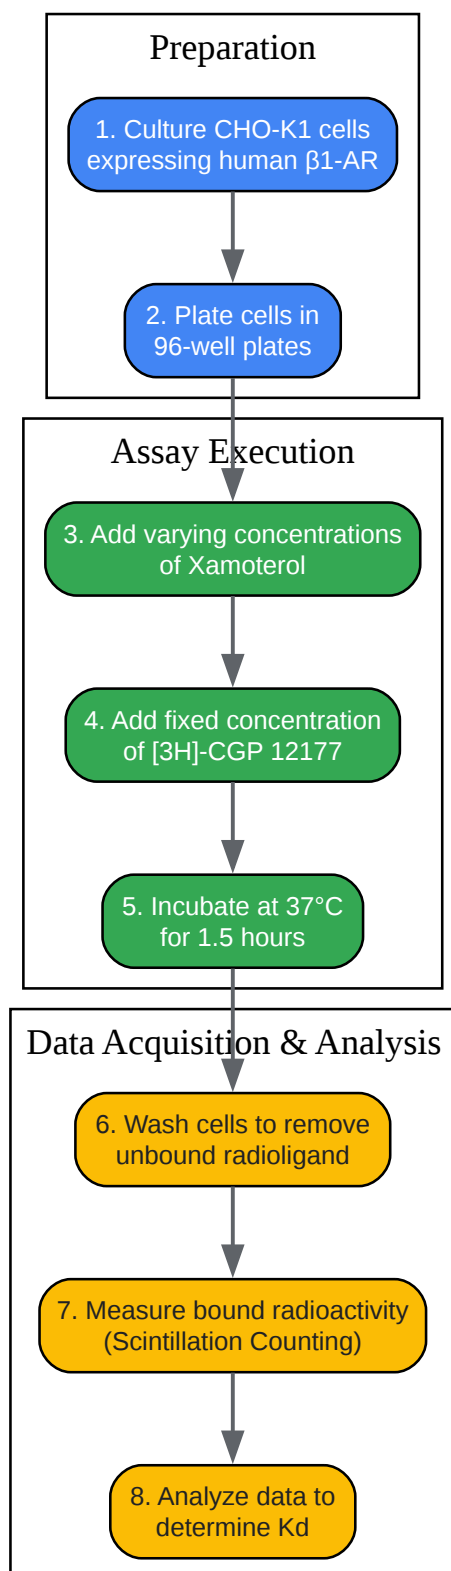 Preparation
1. Culture CHO-K1 cells
expressing human β1-AR
2. Plate cells in
96-well plates
Assay Execution
3. Add varying concentrations
of Xamoterol
4. Add fixed concentration
of [3H]-CGP 12177
5. Incubate at 37°C
for 1.5 hours
Data Acquisition & Analysis
6. Wash cells to remove
unbound radioligand
7. Measure bound radioactivity
(Scintillation Counting)
8. Analyze data to
determine Kd